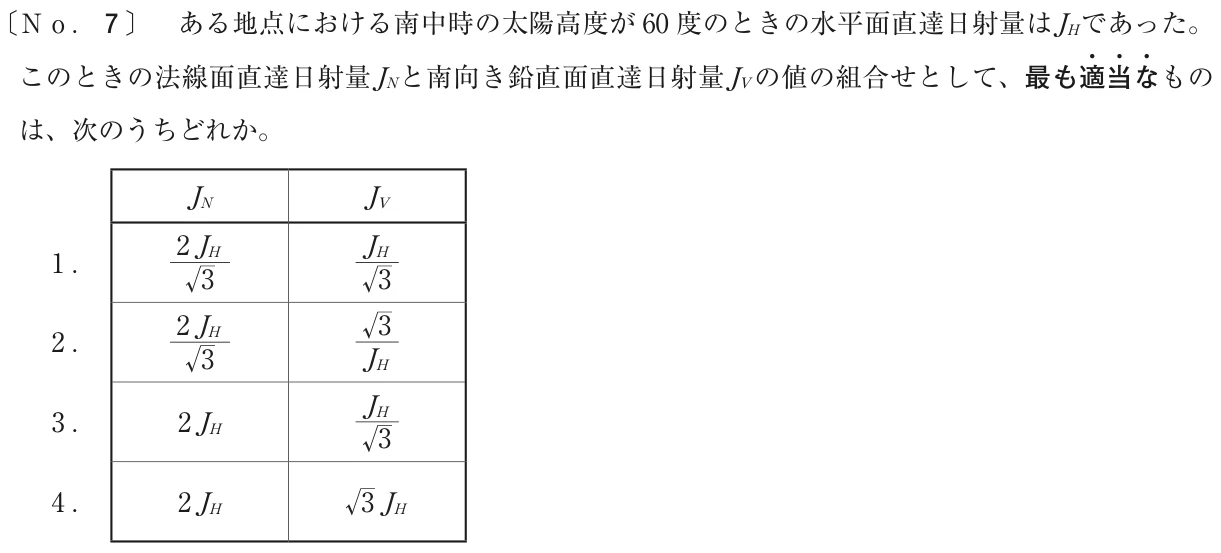 〔Ｎｏ．７〕　ある地点における南中時の太陽高度が 60 度のときの水平面直達日射量はJHであった。
このときの法線面直達日射量JNと南向き鉛直面直達日射量JVの値の組合せとして、最も適当なもの
は、次のうちどれか。
JN JV
1． 2JH/√3 JH/√3
2． 2JH/√3 √3/JH
3． 2JH JH/√3
4． 2JH √3JH